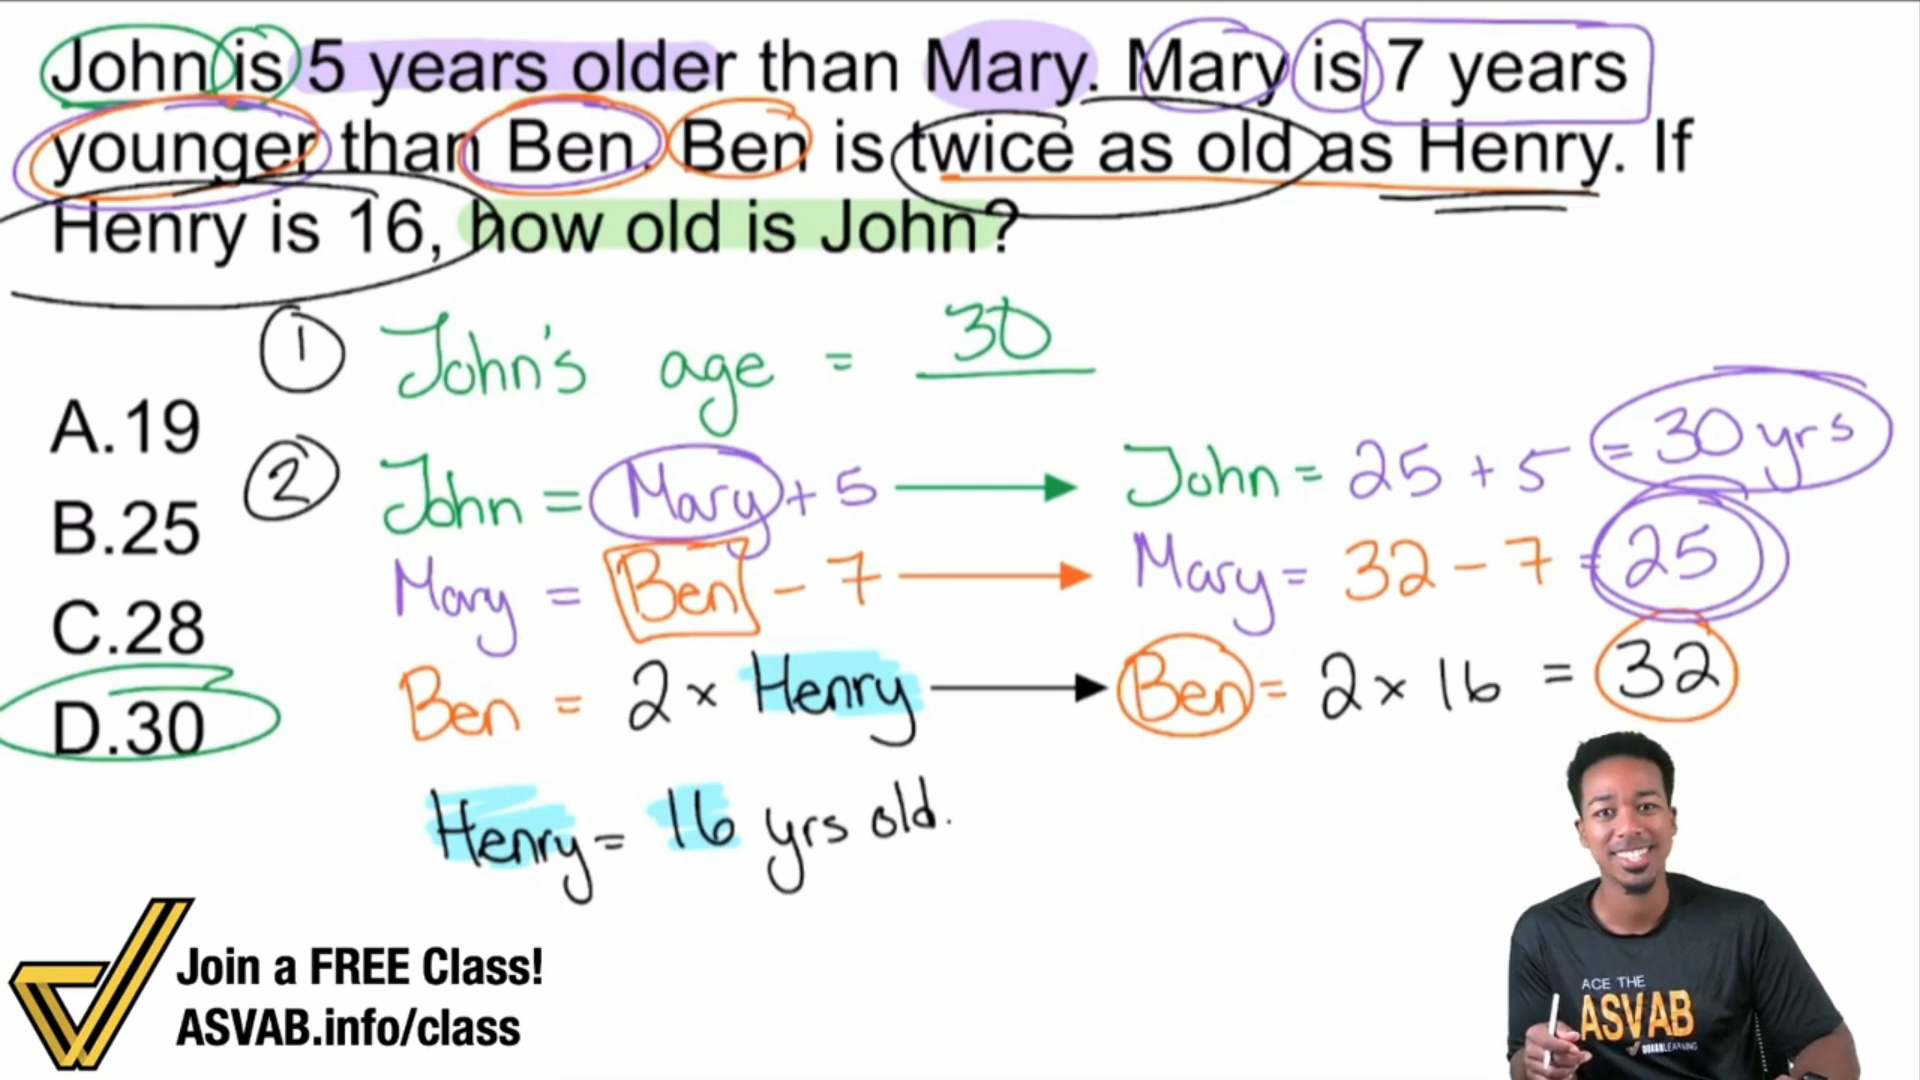 John is 5 years older than Mary. Mary is 7 years
younger than Ben. Ben is twice as old as Henry. If
Henry is 16, how old is John?
1 John's age = 30
A.19
B.25
C.28
D.30
2 John = Mary + 5 → John = 25 + 5 = 30 yrs
Mary = Ben - 7 → Mary = 32 - 7 = 25
Ben = 2 x Henry → Ben = 2 x 16 = 32
Henry = 16 yrs old.
Join a FREE Class!
ASVAB.info/class
ACE THE
ASVAB